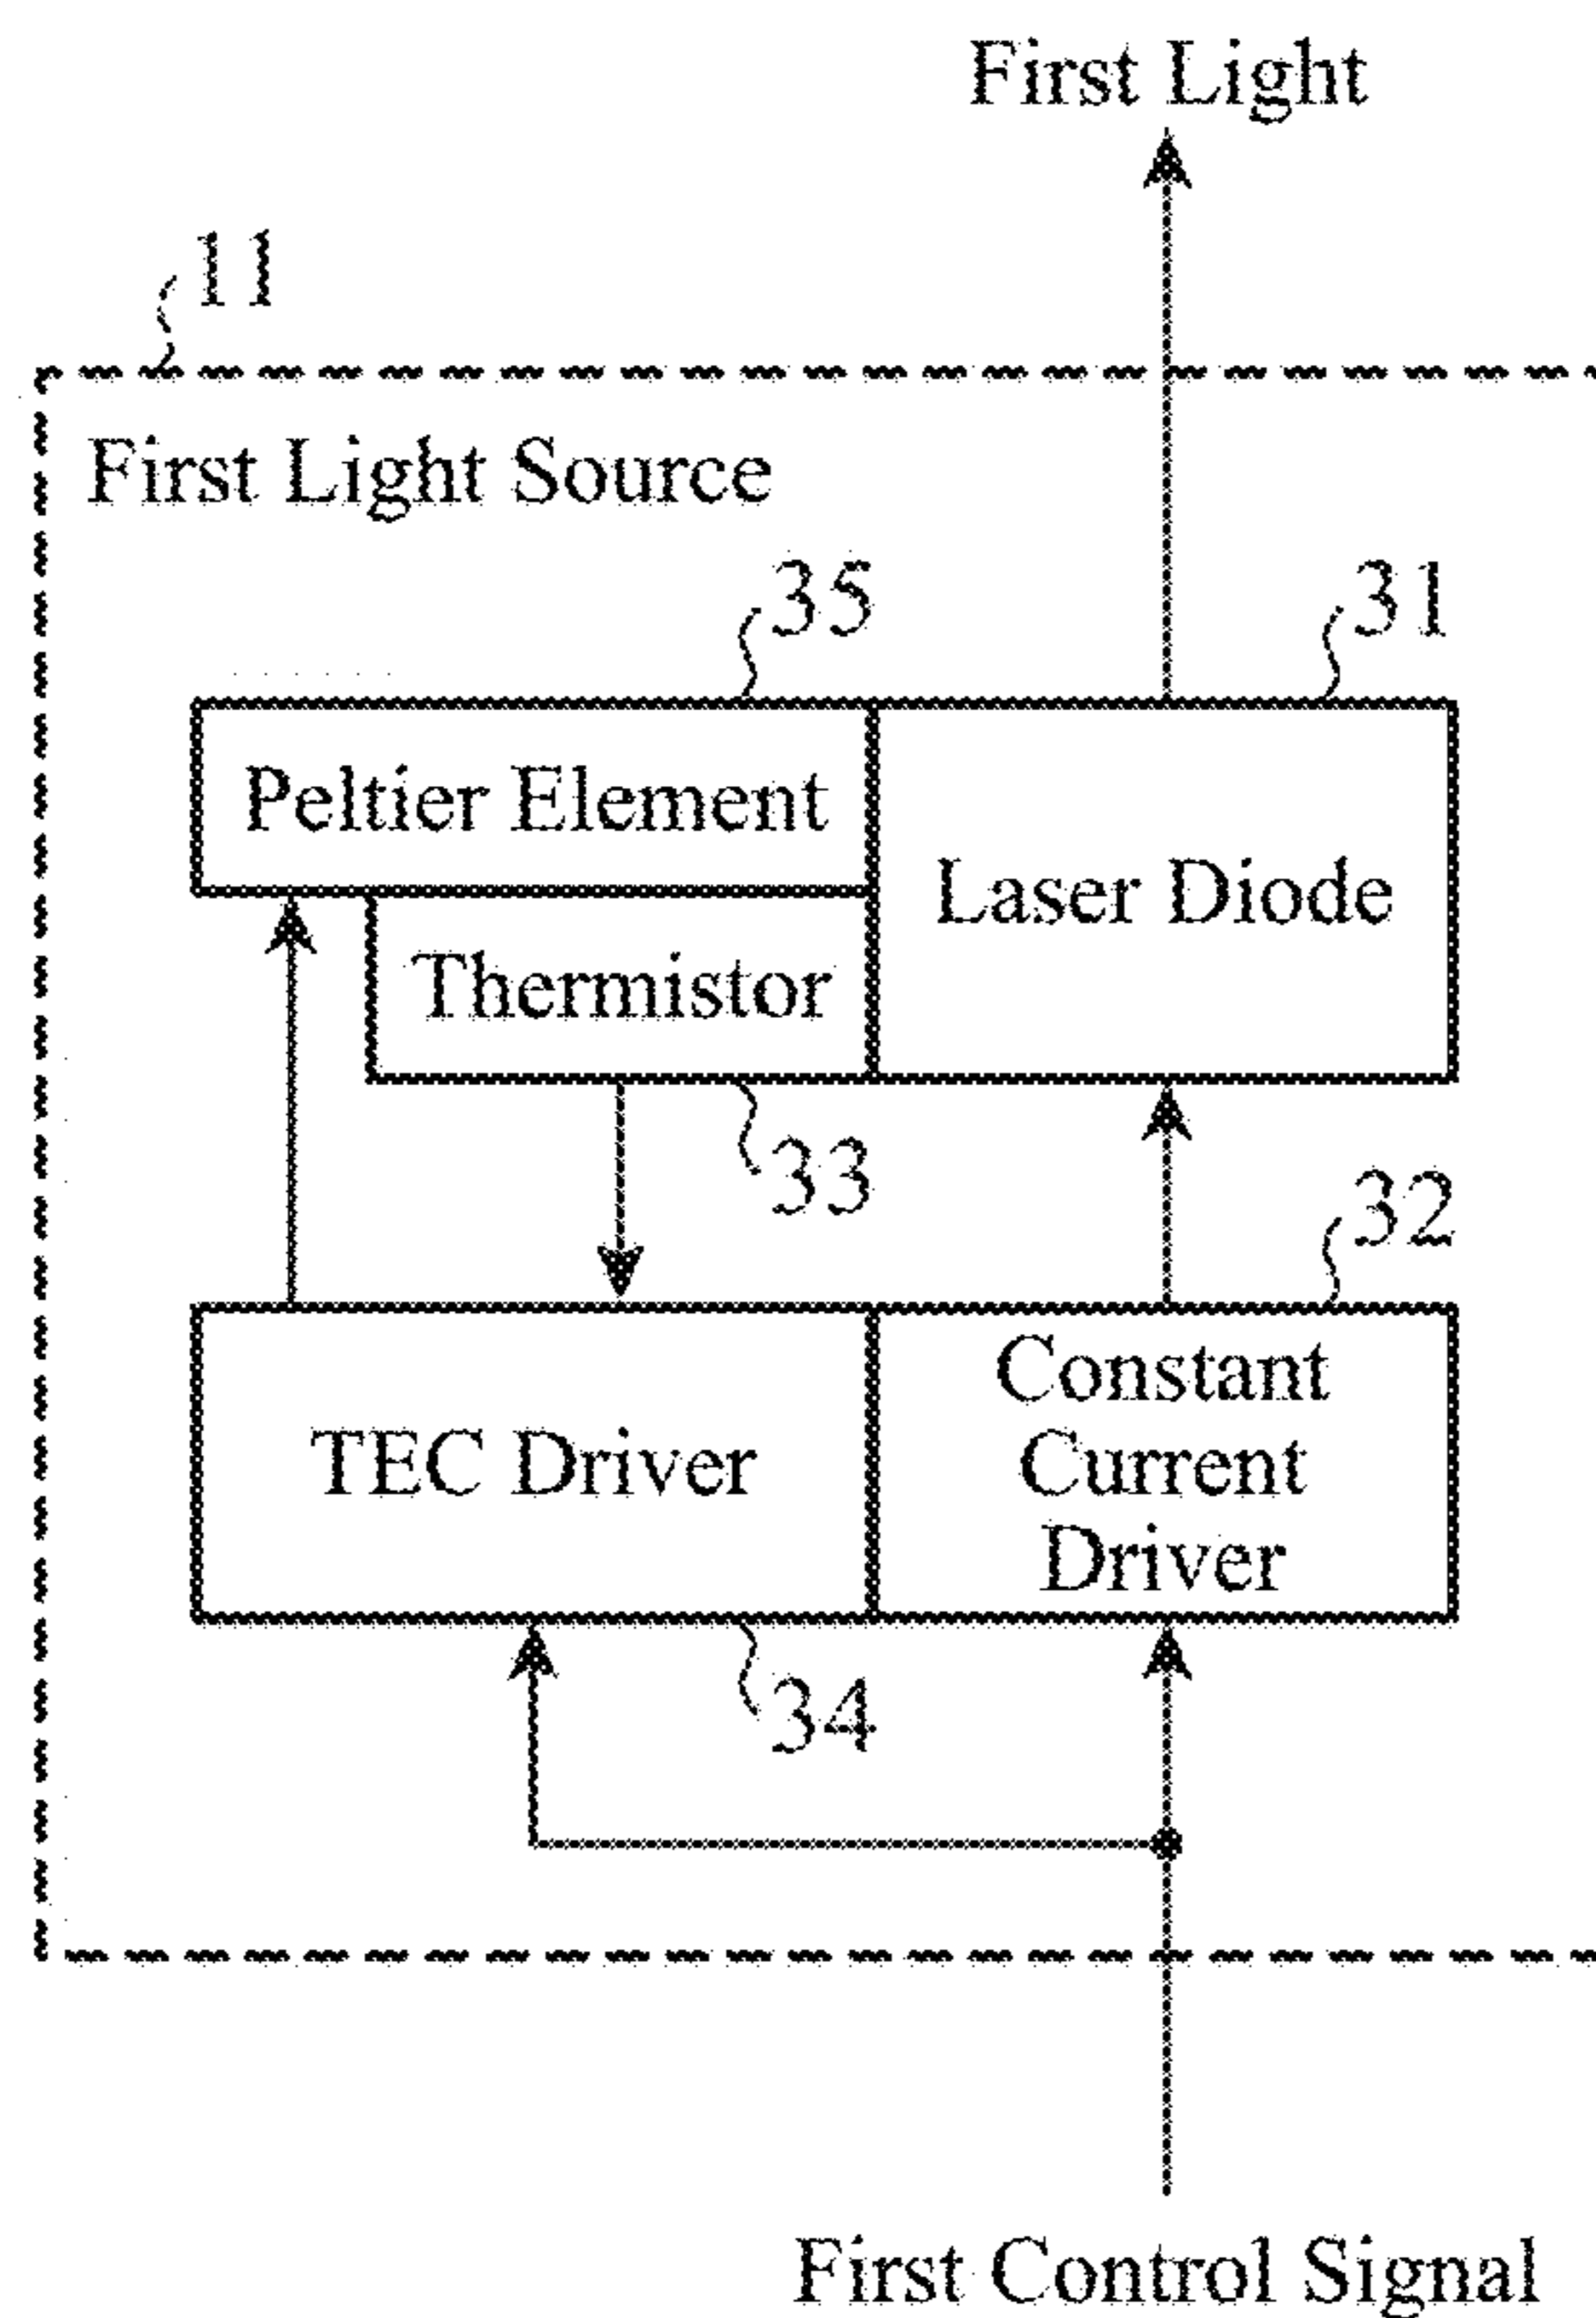 First Light
11
First Light Source
35
31
Peltier Element
Laser Diode
Thermistor
33
32
TEC Driver
Constant
Current
Driver
34
First Control Signal